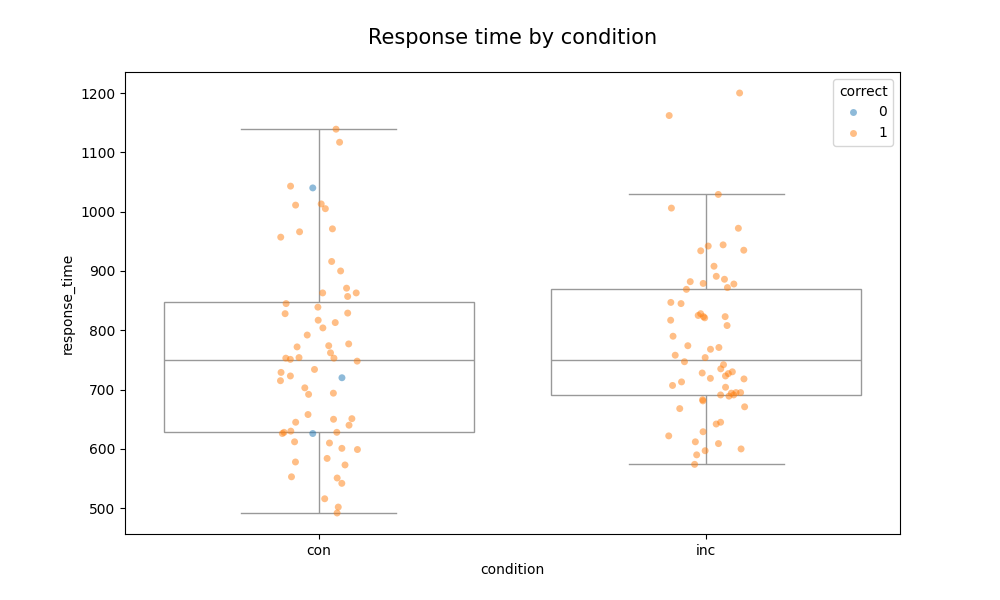 Response time by condition
correct
0
1
1200
1100
1000
900
800
700
600
500
response_time
con
inc
condition